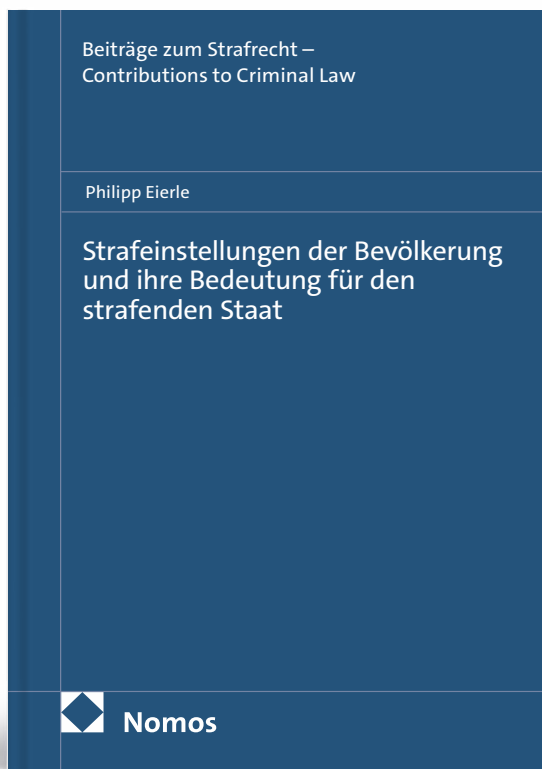 Beiträge zum Strafrecht –
Contributions to Criminal Law
Philipp Eierle
Strafeinstellungen der Bevölkerung
und ihre Bedeutung für den
strafenden Staat
Nomos